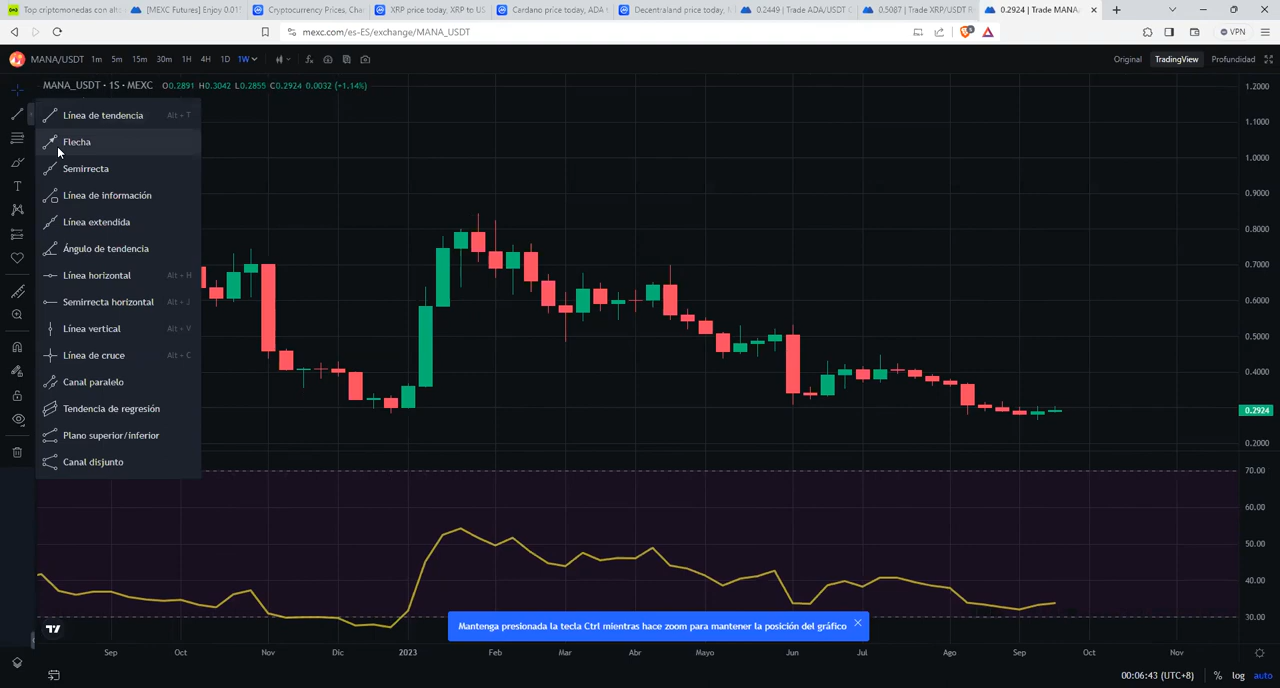 Top criptomonedas con alt
[MEXC Futures] Enjoy 0.01
Cryptocurrency Prices, Char
XRP price today, XRP to US
Cardano price today, ADA
Decentraland price today, M
0.2449 | Trade ADA/USDT
0.5087 | Trade XRP/USDT R
0.2924 | Trade MANA
mexc.com/es-ES/exchange/MANA_USDT
VPN
MANA/USDT 1m 5m 15m 30m 1H 4H 1D 1W
Original TradingView Profundidad
MANA_USDT · 1S · MEXC O0.2891 H0.3042 L0.2855 C0.2924 0.0032 (+1.14%)
Línea de tendencia Alt + T
Flecha
Semirrecta
Línea de información
Línea extendida
Ángulo de tendencia
Línea horizontal Alt + H
Semirrecta horizontal Alt + J
Línea vertical Alt + V
Línea de cruce Alt + C
Canal paralelo
Tendencia de regresión
Plano superior/inferior
Canal disjunto
1.2000
1.1000
1.0000
0.9000
0.8000
0.7000
0.6000
0.5000
0.4000
0.2924
0.2000
70.00
60.00
50.00
40.00
30.00
Mantenga presionada la tecla Ctrl mientras hace zoom para mantener la posición del gráfico
Sep Oct Nov Dic 2023 Feb Mar Abr Mayo Jun Jul Ago Sep Oct Nov
00:06:43 (UTC+8) % log auto